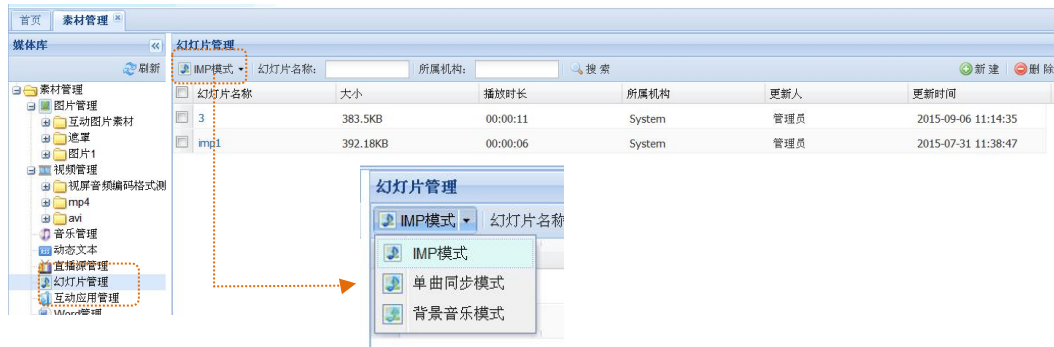 首页 素材管理
媒体库 幻灯片管理
刷新 IMP模式 幻灯片名称: 所属机构: 搜索 新建 删除
素材管理
图片管理
互动图片素材
遮罩
图片1
视频管理
视屏音频编码格式测
mp4
avi
音乐管理
动态文本
直播源管理
幻灯片管理
互动应用管理
Word管理
幻灯片名称 大小 播放时长 所属机构 更新人 更新时间
3 383.5KB 00:00:11 System 管理员 2015-09-06 11:14:35
imp1 392.18KB 00:00:06 System 管理员 2015-07-31 11:38:47
幻灯片管理
IMP模式 幻灯片名称
IMP模式
单曲同步模式
背景音乐模式